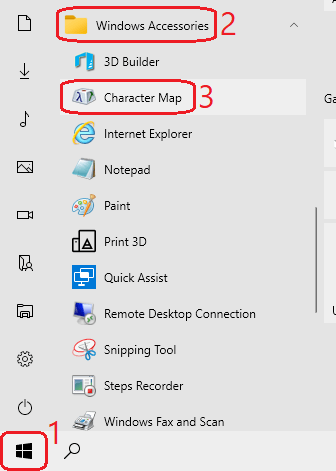 Windows Accessories 2
3D Builder
Character Map 3
Internet Explorer
Notepad
Paint
Print 3D
Quick Assist
Remote Desktop Connection
Snipping Tool
Steps Recorder
Windows Fax and Scan
1
Ga